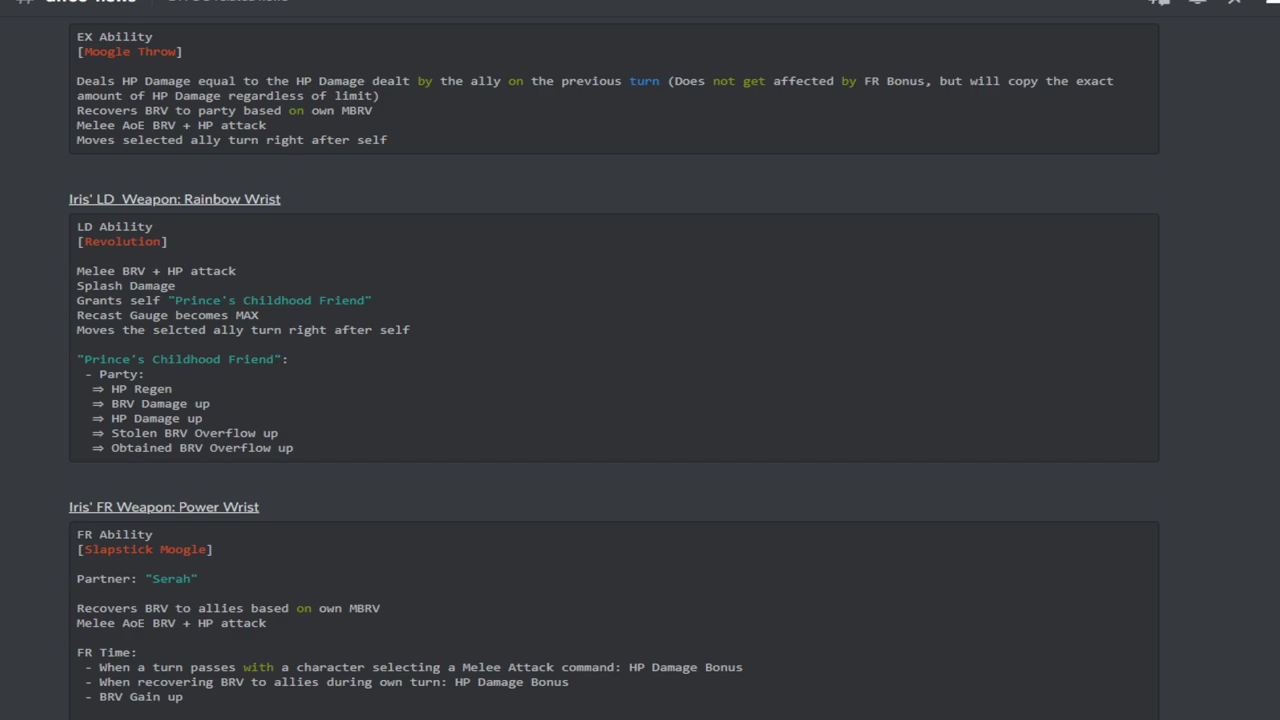 EX Ability
[Moogle Throw]
Deals HP Damage equal to the HP Damage dealt by the ally on the previous turn (Does not get affected by FR Bonus, but will copy the exact
amount of HP Damage regardless of limit)
Recovers BRV to party based on own MBRV
Melee AoE BRV + HP attack
Moves selected ally turn right after self
Iris' LD Weapon: Rainbow Wrist
LD Ability
[Revolution]
Melee BRV + HP attack
Splash Damage
Grants self "Prince's Childhood Friend"
Recast Gauge becomes MAX
Moves the selcted ally turn right after self
"Prince's Childhood Friend":
- Party:
⇒ HP Regen
⇒ BRV Damage up
⇒ HP Damage up
⇒ Stolen BRV Overflow up
⇒ Obtained BRV Overflow up
Iris' FR Weapon: Power Wrist
FR Ability
[Slapstick Moogle]
Partner: "Serah"
Recovers BRV to allies based on own MBRV
Melee AoE BRV + HP attack
FR Time:
- When a turn passes with a character selecting a Melee Attack command: HP Damage Bonus
- When recovering BRV to allies during own turn: HP Damage Bonus
- BRV Gain up